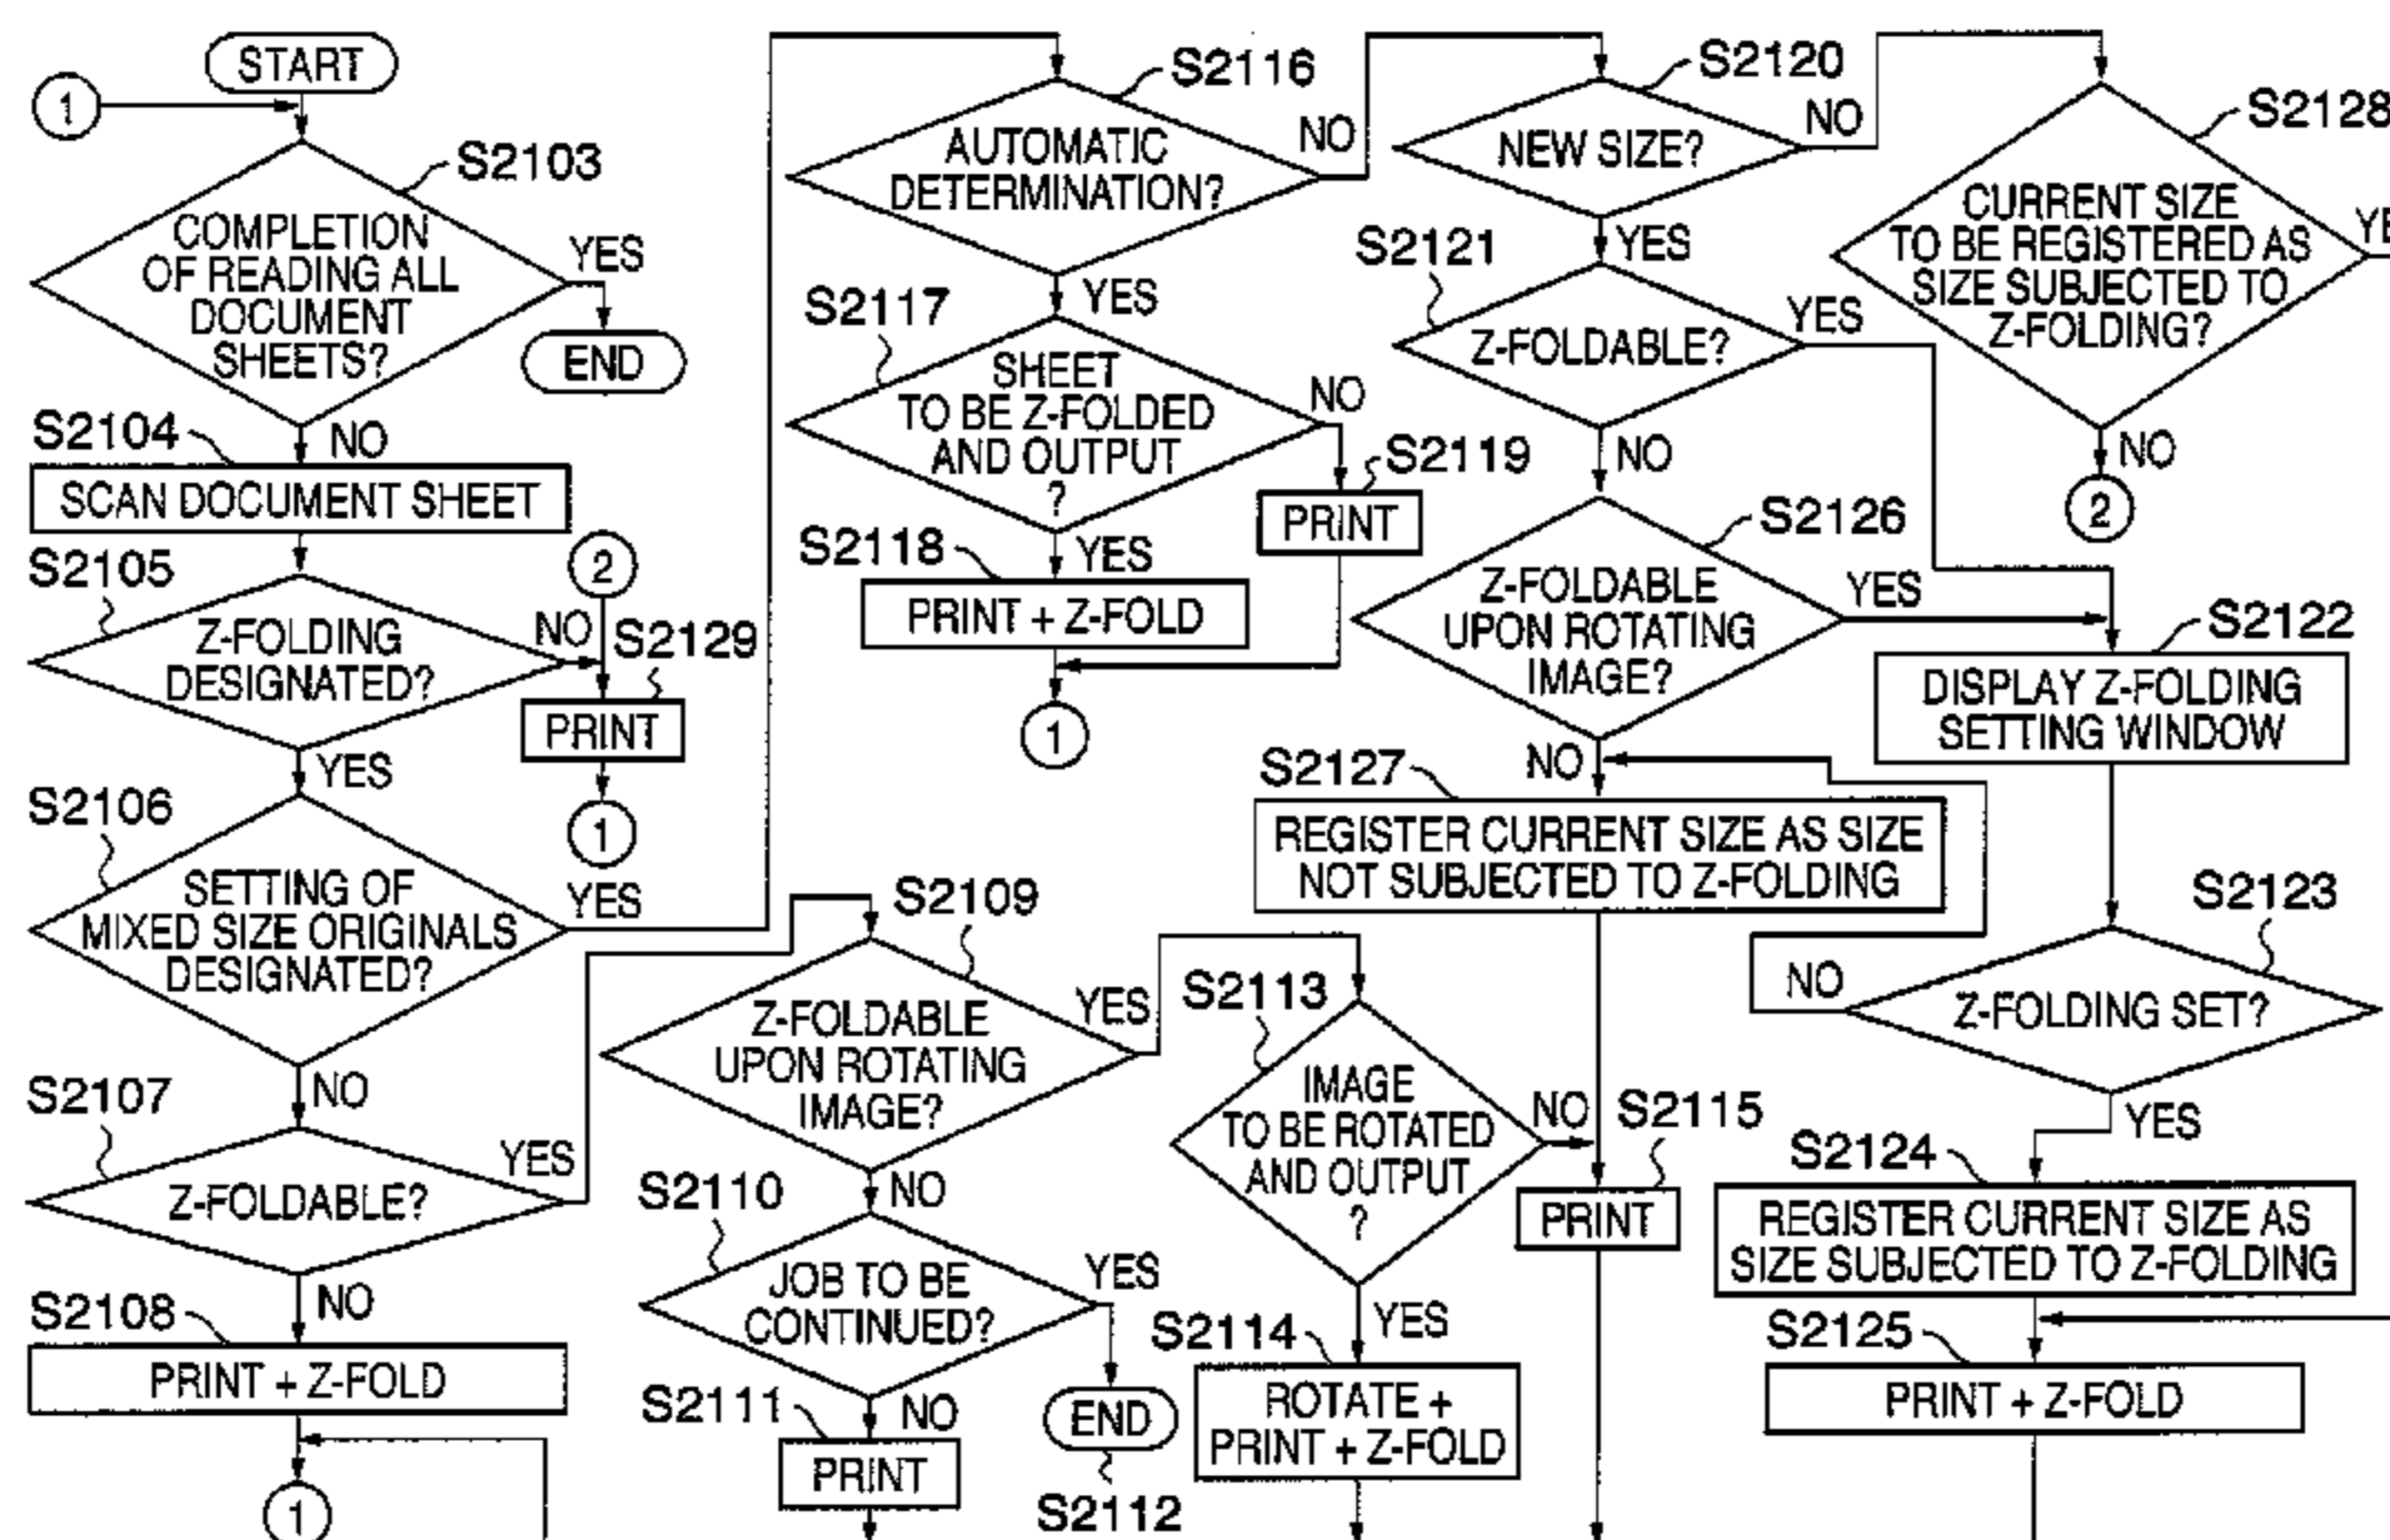 START
1
S2103
COMPLETION
OF READING ALL
DOCUMENT
SHEETS?
YES
END
NO
S2104
SCAN DOCUMENT SHEET
S2105
Z-FOLDING
DESIGNATED?
NO
2
S2129
PRINT
1
YES
S2106
SETTING OF
MIXED SIZE ORIGINALS
DESIGNATED?
YES
NO
S2107
Z-FOLDABLE?
YES
NO
S2108
PRINT + Z-FOLD
1
S2116
AUTOMATIC
DETERMINATION?
NO
YES
S2117
SHEET
TO BE Z-FOLDED
AND OUTPUT
?
NO
S2119
PRINT
YES
S2118
PRINT + Z-FOLD
1
S2109
Z-FOLDABLE
UPON ROTATING
IMAGE?
YES
NO
S2110
JOB TO BE
CONTINUED?
YES
END
S2112
NO
S2111
PRINT
S2113
IMAGE
TO BE ROTATED
AND OUTPUT
?
NO
S2115
PRINT
YES
S2114
ROTATE +
PRINT + Z-FOLD
S2120
NEW SIZE?
NO
YES
S2121
Z-FOLDABLE?
YES
NO
S2126
Z-FOLDABLE
UPON ROTATING
IMAGE?
YES
NO
S2127
REGISTER CURRENT SIZE AS SIZE
NOT SUBJECTED TO Z-FOLDING
S2128
CURRENT SIZE
TO BE REGISTERED AS
SIZE SUBJECTED TO
Z-FOLDING?
NO
2
S2122
DISPLAY Z-FOLDING
SETTING WINDOW
S2123
Z-FOLDING SET?
NO
YES
S2124
REGISTER CURRENT SIZE AS
SIZE SUBJECTED TO Z-FOLDING
S2125
PRINT + Z-FOLD